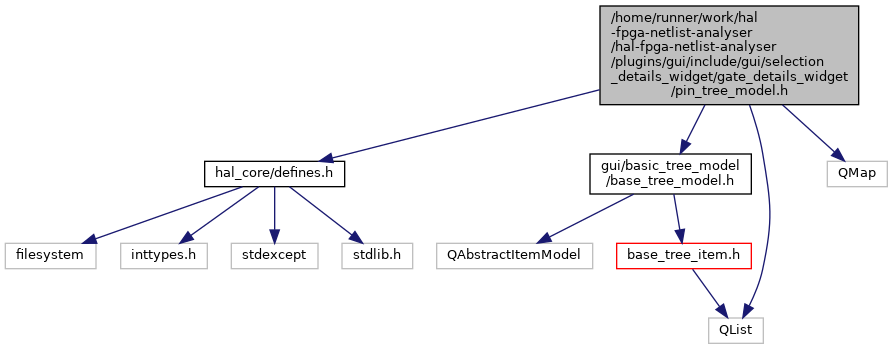 /home/runner/work/hal
-fpga-netlist-analyser
/hal-fpga-netlist-analyser
/plugins/gui/include/gui/selection
_details_widget/gate_details_widget
/pin_tree_model.h
hal_core/defines.h
gui/basic_tree_model
/base_tree_model.h
QMap
filesystem
inttypes.h
stdexcept
stdlib.h
QAbstractItemModel
base_tree_item.h
QList